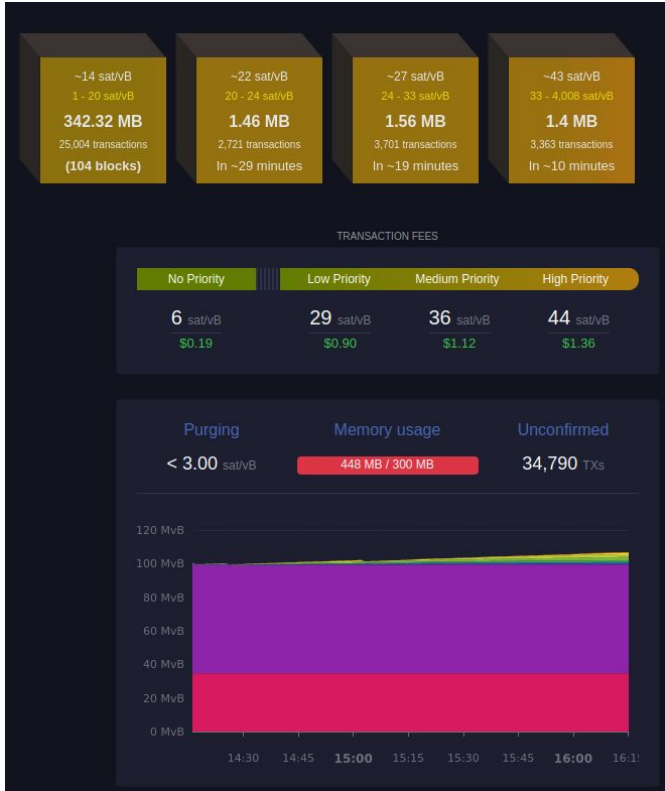 ~14 sat/vB
1 - 20 sat/vB
342.32 MB
25,004 transactions
(104 blocks)
~22 sat/vB
20 - 24 sat/vB
1.46 MB
2,721 transactions
In ~29 minutes
~27 sat/vB
24 - 33 sat/vB
1.56 MB
3,701 transactions
In ~19 minutes
~43 sat/vB
33 - 4,008 sat/vB
1.4 MB
3,363 transactions
In ~10 minutes
TRANSACTION FEES
No Priority Low Priority Medium Priority High Priority
6 sat/vB 29 sat/vB 36 sat/vB 44 sat/vB
$0.19 $0.90 $1.12 $1.36
Purging Memory usage Unconfirmed
< 3.00 sat/vB 448 MB / 300 MB 34,790 TXs
120 MvB
100 MvB
80 MvB
60 MvB
40 MvB
20 MvB
0 MvB
14:30 14:45 15:00 15:15 15:30 15:45 16:00 16:1